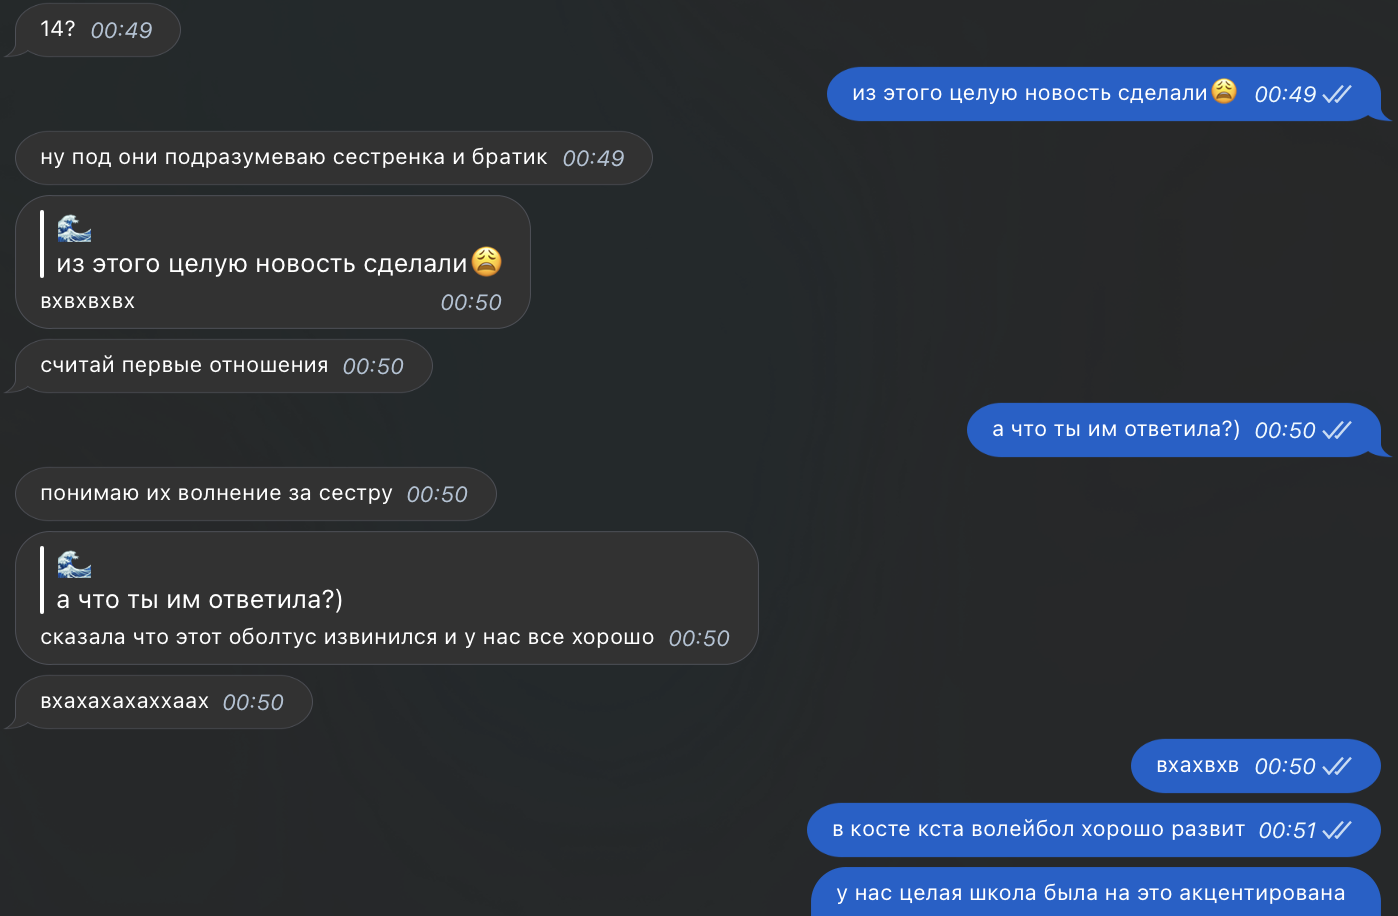 14? 00:49
из этого целую новость сделали😩 00:49
ну под они подразумеваю сестренка и братик 00:49
🌊
из этого целую новость сделали😩
вхвхвхвх 00:50
считай первые отношения 00:50
а что ты им ответила?) 00:50
понимаю их волнение за сестру 00:50
🌊
а что ты им ответила?)
сказала что этот оболтус извинился и у нас все хорошо 00:50
вхахахахаххаах 00:50
вхахвхв 00:50
в косте кста волейбол хорошо развит 00:51
у нас целая школа была на это акцентирована